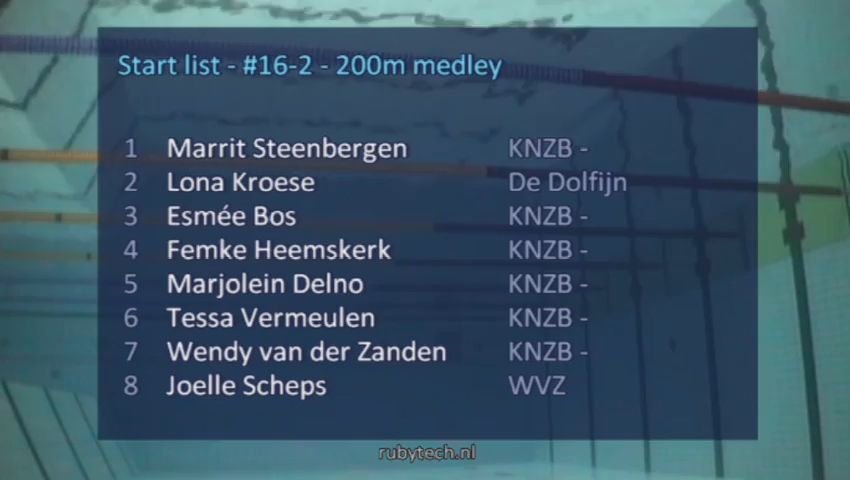 Start list - #16-2 - 200m medley
1 Marrit Steenbergen KNZB -
2 Lona Kroese De Dolfijn
3 Esmée Bos KNZB -
4 Femke Heemskerk KNZB -
5 Marjolein Delno KNZB -
6 Tessa Vermeulen KNZB -
7 Wendy van der Zanden KNZB -
8 Joelle Scheps WVZ
rubytech.nl